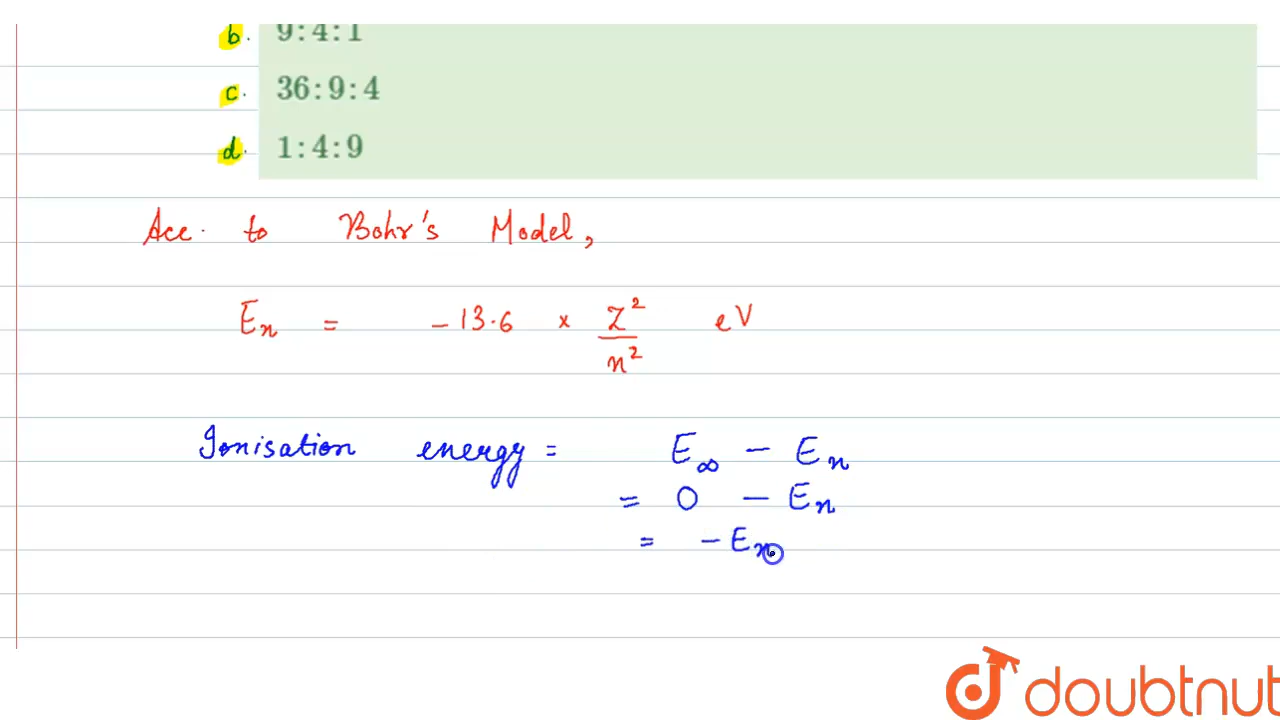 b. 9:4:1
c. 36:9:4
d. 1:4:9
Acc. to Bohr's Model,
En = -13.6 × Z²/n² eV
Ionisation energy = E∞ - En
= 0 - En
= -En
doubtnut